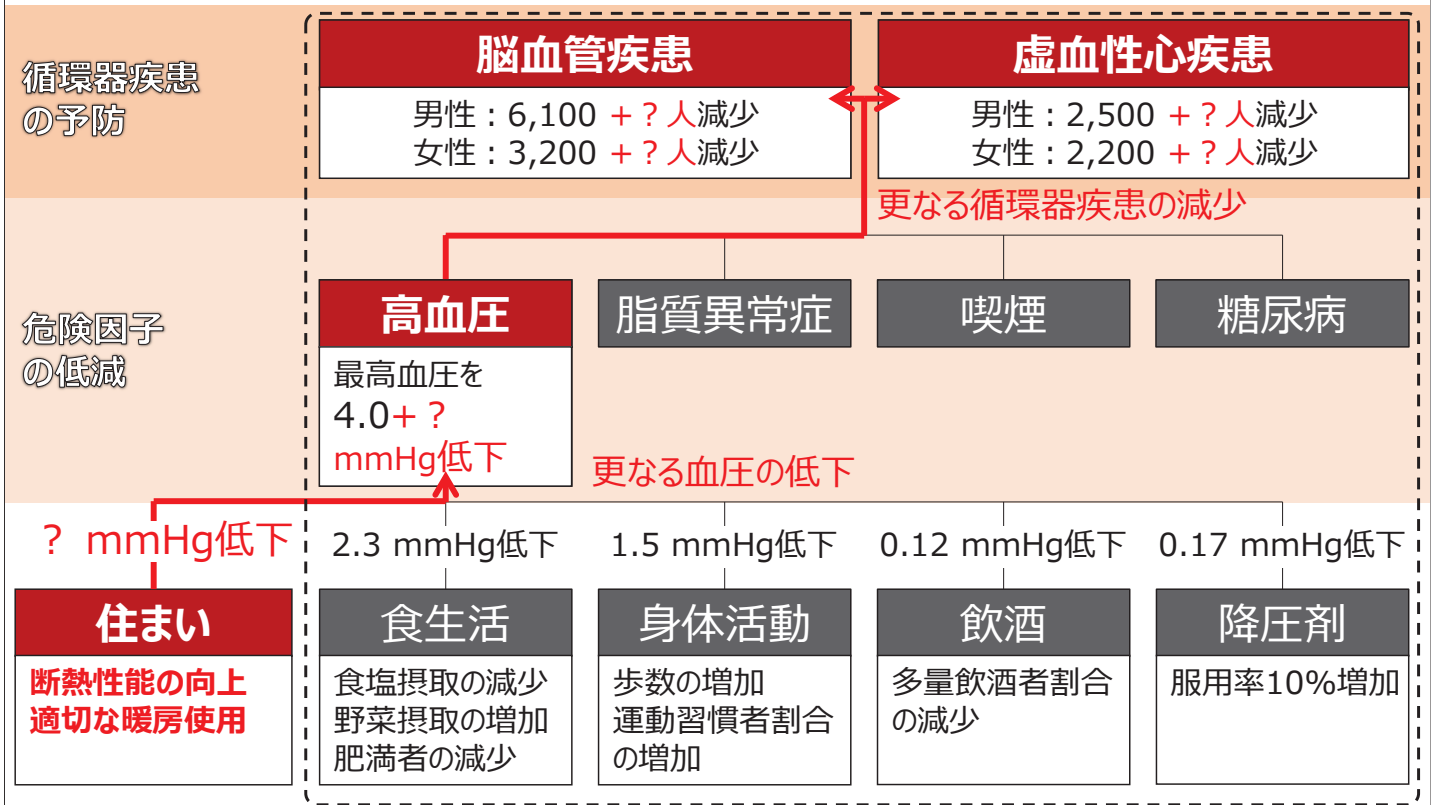 循環器疾患
の予防
脳血管疾患
男性：6,100 +？人減少
女性：3,200 +？人減少
虚血性心疾患
男性：2,500 +？人減少
女性：2,200 +？人減少
更なる循環器疾患の減少
危険因子
の低減
高血圧
最高血圧を
4.0+？
mmHg低下
脂質異常症
喫煙
糖尿病
更なる血圧の低下
？ mmHg低下
2.3 mmHg低下
1.5 mmHg低下
0.12 mmHg低下
0.17 mmHg低下
住まい
断熱性能の向上
適切な暖房使用
食生活
食塩摂取の減少
野菜摂取の増加
肥満者の減少
身体活動
歩数の増加
運動習慣者割合
の増加
飲酒
多量飲酒者割合
の減少
降圧剤
服用率10%増加